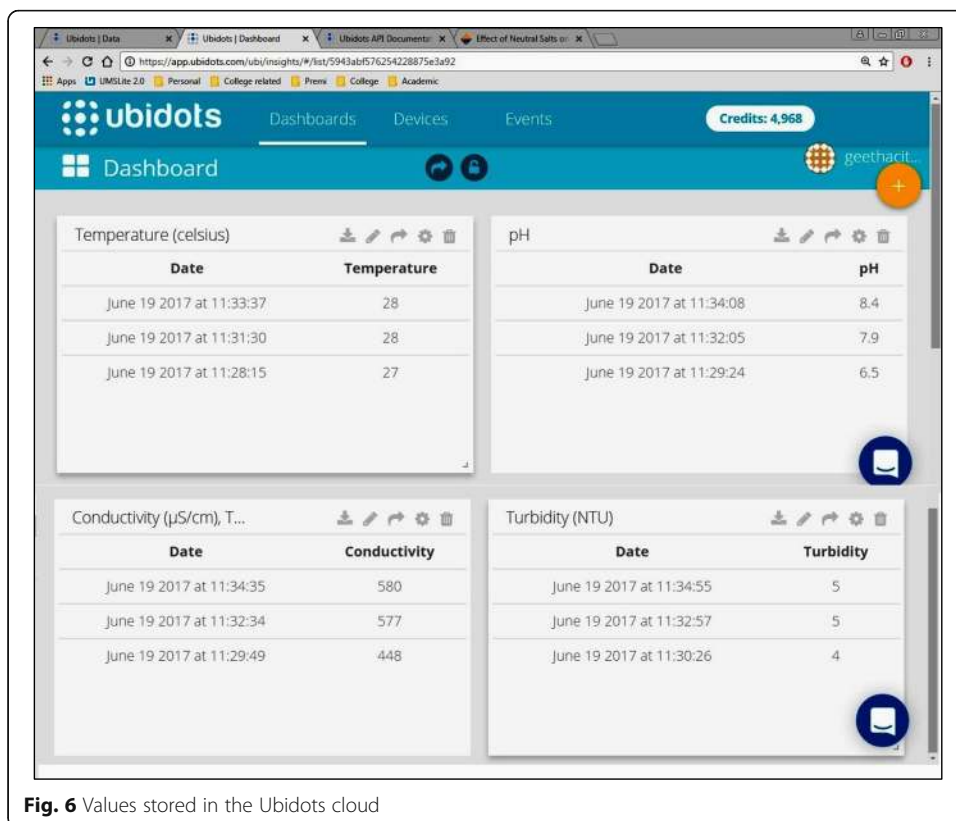 Ubidots | Data
Ubidots | Dashboard
Ubidots API Documenta
Effect of Neutral Salts on
https://app.ubidots.com/ubi/insights/#/list/5943abf576254228875e3a92
Apps UMSLite 2.0 Personal College related Premi College Academic
ubidots Dashboards Devices Events Credits: 4,968
Dashboard geethacit...
Temperature (celsius)
Date Temperature
June 19 2017 at 11:33:37 28
June 19 2017 at 11:31:30 28
June 19 2017 at 11:28:15 27
pH
Date pH
June 19 2017 at 11:34:08 8.4
June 19 2017 at 11:32:05 7.9
June 19 2017 at 11:29:24 6.5
Conductivity (µS/cm), T...
Date Conductivity
June 19 2017 at 11:34:35 580
June 19 2017 at 11:32:34 577
June 19 2017 at 11:29:49 448
Turbidity (NTU)
Date Turbidity
June 19 2017 at 11:34:55 5
June 19 2017 at 11:32:57 5
June 19 2017 at 11:30:26 4
Fig. 6 Values stored in the Ubidots cloud